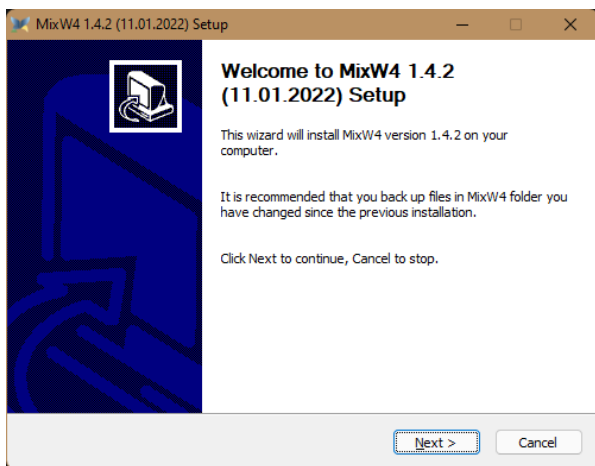 MixW4 1.4.2 (11.01.2022) Setup
Welcome to MixW4 1.4.2
(11.01.2022) Setup
This wizard will install MixW4 version 1.4.2 on your
computer.
It is recommended that you back up files in MixW4 folder you
have changed since the previous installation.
Click Next to continue, Cancel to stop.
Next > Cancel